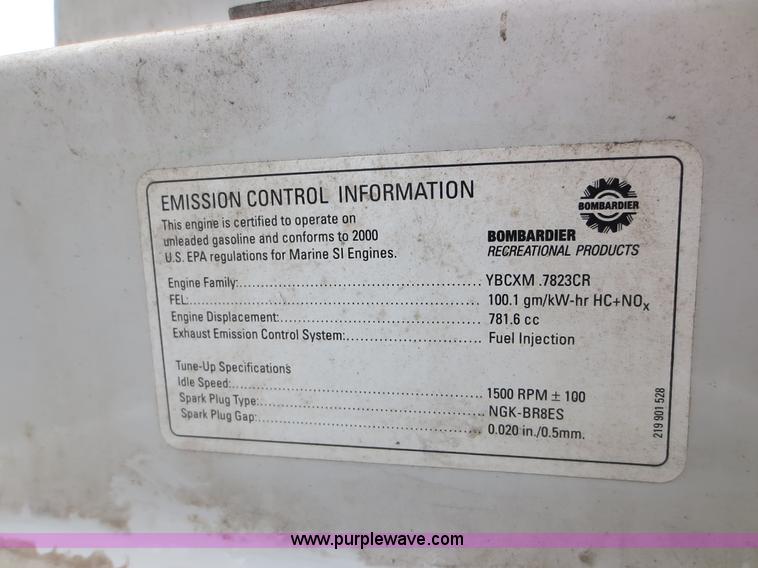 EMISSION CONTROL INFORMATION
This engine is certified to operate on
unleaded gasoline and conforms to 2000
U.S. EPA regulations for Marine SI Engines.
BOMBARDIER
BOMBARDIER
RECREATIONAL PRODUCTS
Engine Family:.......................................................YBCXM .7823CR
FEL:.......................................................100.1 gm/kW-hr HC+NOx
Engine Displacement:.......................................................781.6 cc
Exhaust Emission Control System:...............................Fuel Injection
Tune-Up Specifications
Idle Speed:.......................................................1500 RPM ± 100
Spark Plug Type:.......................................................NGK-BR8ES
Spark Plug Gap:.......................................................0.020 in./0.5mm.
219 901 528
www.purplewave.com